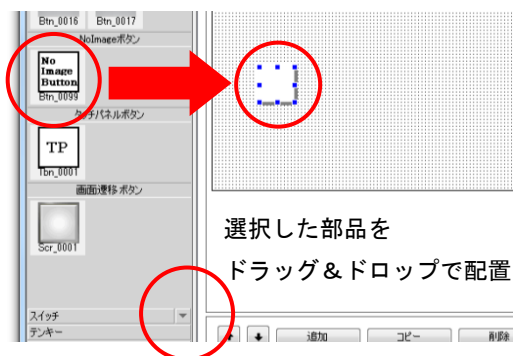 Btn_0016 Btn_0017
NoImageボタン
No
Image
Button
Btn_0099
タッチパネルボタン
TP
Tbn_0001
画面遷移ボタン
Scr_0001
選択した部品を
ドラッグ＆ドロップで配置
スイッチ
テンキー
追加 コピー 削除